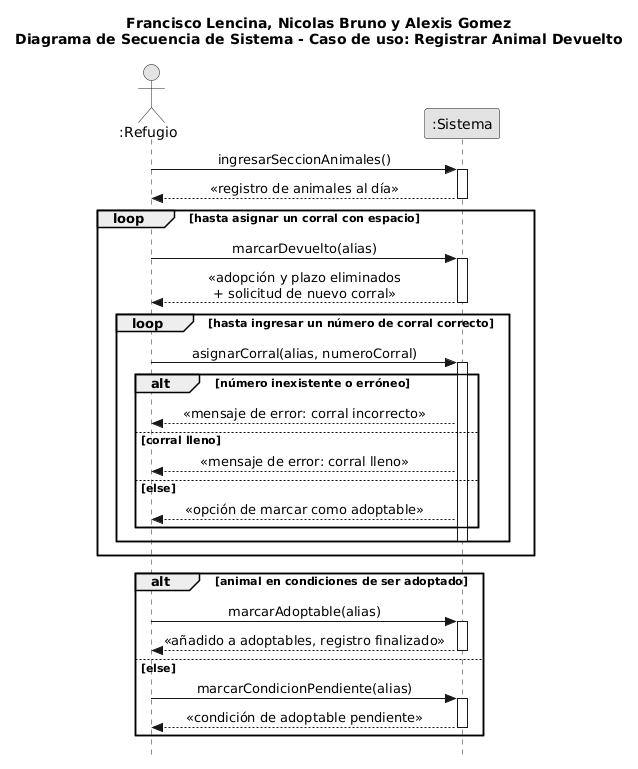 Francisco Lencina, Nicolas Bruno y Alexis Gomez
Diagrama de Secuencia de Sistema - Caso de uso: Registrar Animal Devuelto
:Refugio
:Sistema
ingresarSeccionAnimales()
«registro de animales al día»
loop [hasta asignar un corral con espacio]
marcarDevuelto(alias)
«adopción y plazo eliminados
+ solicitud de nuevo corral»
loop [hasta ingresar un número de corral correcto]
asignarCorral(alias, numeroCorral)
alt [número inexistente o erróneo]
«mensaje de error: corral incorrecto»
[corral lleno]
«mensaje de error: corral lleno»
[else]
«opción de marcar como adoptable»
alt [animal en condiciones de ser adoptado]
marcarAdoptable(alias)
«añadido a adoptables, registro finalizado»
[else]
marcarCondicionPendiente(alias)
«condición de adoptable pendiente»